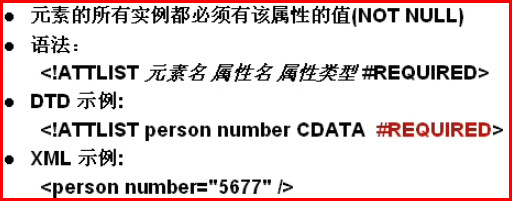 ● 元素的所有实例都必须有该属性的值(NOT NULL)
● 语法：
<!ATTLIST 元素名 属性名 属性类型 #REQUIRED>
● DTD 示例:
<!ATTLIST person number CDATA #REQUIRED>
● XML 示例:
<person number="5677" />